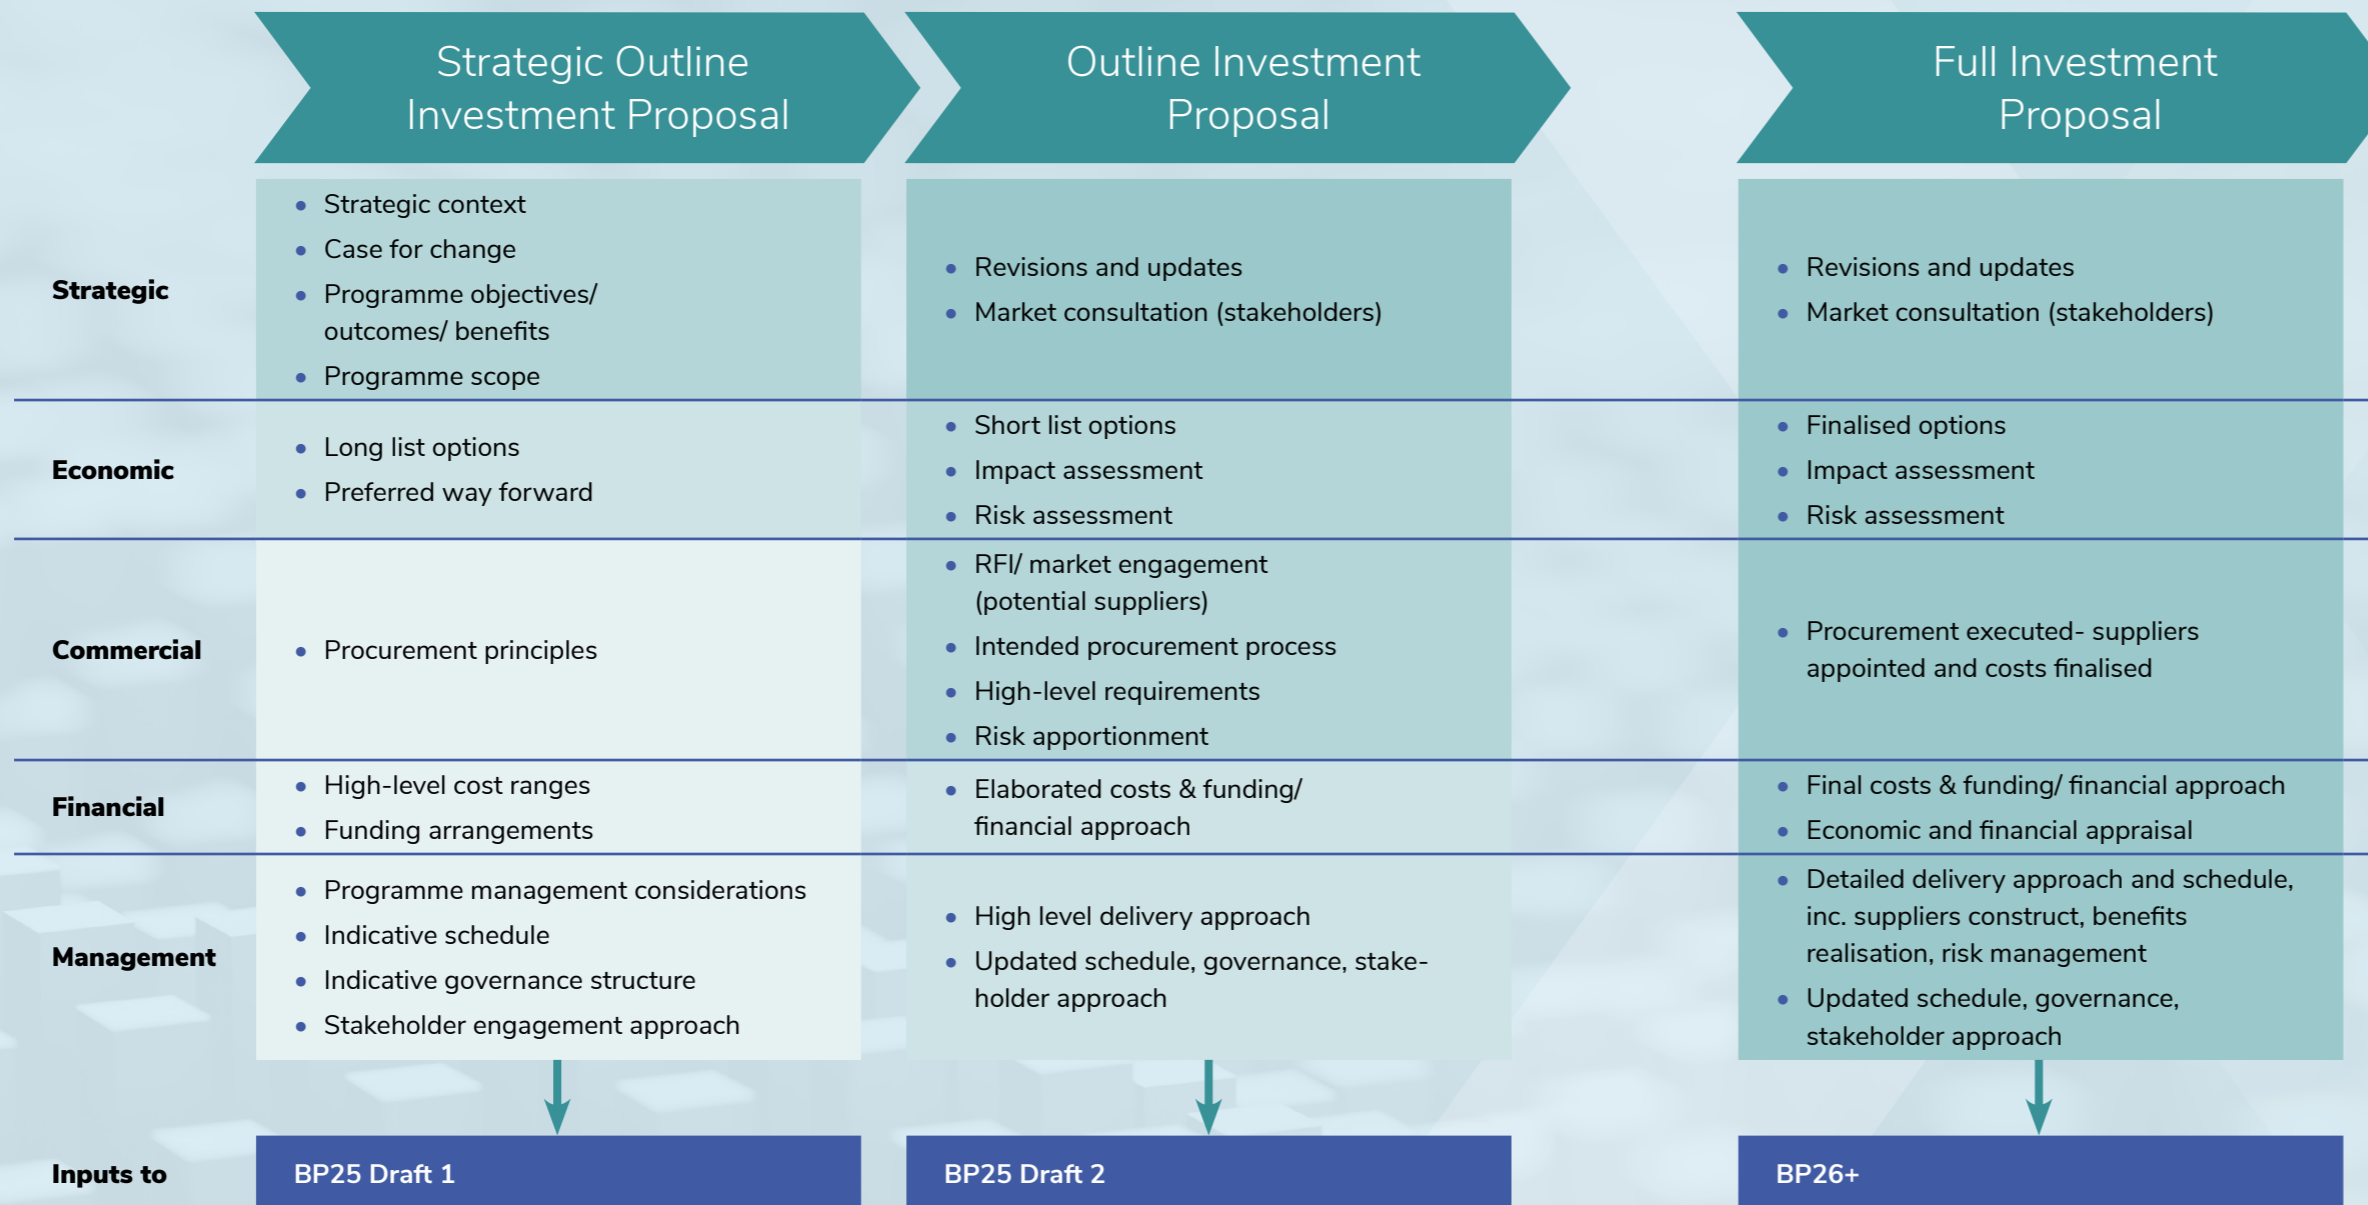 Strategic Outline
Investment Proposal
Outline Investment
Proposal
Full Investment
Proposal
Strategic
• Strategic context
• Case for change
• Programme objectives/
outcomes/ benefits
• Programme scope
• Revisions and updates
• Market consultation (stakeholders)
• Revisions and updates
• Market consultation (stakeholders)
Economic
• Long list options
• Preferred way forward
• Short list options
• Impact assessment
• Risk assessment
• Finalised options
• Impact assessment
• Risk assessment
Commercial
• Procurement principles
• RFI/ market engagement
(potential suppliers)
• Intended procurement process
• High-level requirements
• Risk apportionment
• Procurement executed- suppliers
appointed and costs finalised
Financial
• High-level cost ranges
• Funding arrangements
• Elaborated costs & funding/
financial approach
• Final costs & funding/ financial approach
• Economic and financial appraisal
Management
• Programme management considerations
• Indicative schedule
• Indicative governance structure
• Stakeholder engagement approach
• High level delivery approach
• Updated schedule, governance, stake-
holder approach
• Detailed delivery approach and schedule,
inc. suppliers construct, benefits
realisation, risk management
• Updated schedule, governance,
stakeholder approach
Inputs to
BP25 Draft 1
BP25 Draft 2
BP26+